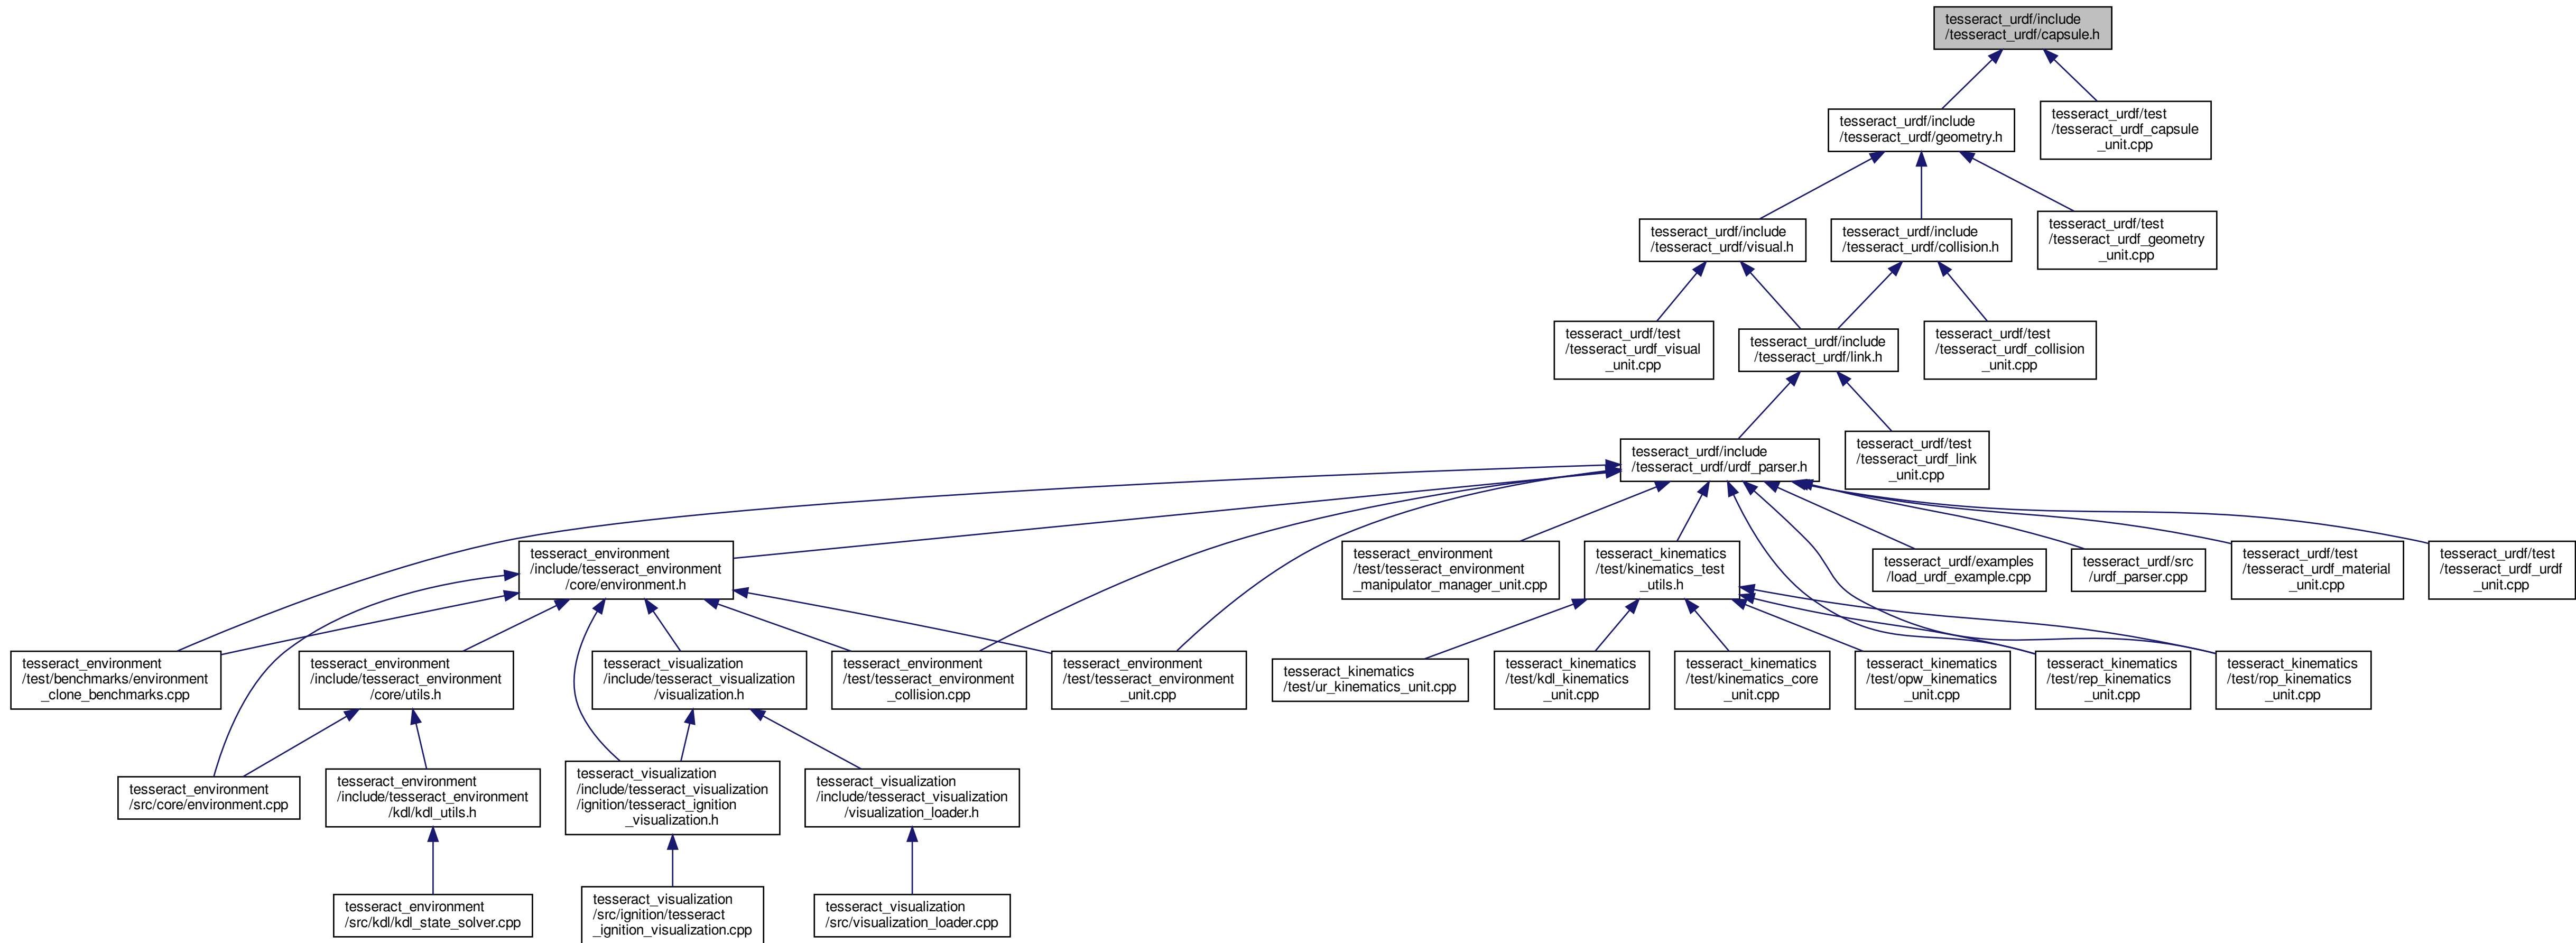 tesseract_urdf/include
/tesseract_urdf/capsule.h
tesseract_urdf/include
/tesseract_urdf/geometry.h
tesseract_urdf/test
/tesseract_urdf_capsule
_unit.cpp
tesseract_urdf/include
/tesseract_urdf/visual.h
tesseract_urdf/include
/tesseract_urdf/collision.h
tesseract_urdf/test
/tesseract_urdf_geometry
_unit.cpp
tesseract_urdf/test
/tesseract_urdf_visual
_unit.cpp
tesseract_urdf/include
/tesseract_urdf/link.h
tesseract_urdf/test
/tesseract_urdf_collision
_unit.cpp
tesseract_urdf/include
/tesseract_urdf/urdf_parser.h
tesseract_urdf/test
/tesseract_urdf_link
_unit.cpp
tesseract_environment
/include/tesseract_environment
/core/environment.h
tesseract_environment
/test/tesseract_environment
_manipulator_manager_unit.cpp
tesseract_kinematics
/test/kinematics_test
_utils.h
tesseract_urdf/examples
/load_urdf_example.cpp
tesseract_urdf/src
/urdf_parser.cpp
tesseract_urdf/test
/tesseract_urdf_material
_unit.cpp
tesseract_urdf/test
/tesseract_urdf_urdf
_unit.cpp
tesseract_environment
/test/benchmarks/environment
_clone_benchmarks.cpp
tesseract_environment
/include/tesseract_environment
/core/utils.h
tesseract_visualization
/include/tesseract_visualization
/visualization.h
tesseract_environment
/test/tesseract_environment
_collision.cpp
tesseract_environment
/test/tesseract_environment
_unit.cpp
tesseract_kinematics
/test/ur_kinematics_unit.cpp
tesseract_kinematics
/test/kdl_kinematics
_unit.cpp
tesseract_kinematics
/test/kinematics_core
_unit.cpp
tesseract_kinematics
/test/opw_kinematics
_unit.cpp
tesseract_kinematics
/test/rep_kinematics
_unit.cpp
tesseract_kinematics
/test/rop_kinematics
_unit.cpp
tesseract_environment
/src/core/environment.cpp
tesseract_environment
/include/tesseract_environment
/kdl/kdl_utils.h
tesseract_visualization
/include/tesseract_visualization
/ignition/tesseract_ignition
_visualization.h
tesseract_visualization
/include/tesseract_visualization
/visualization_loader.h
tesseract_environment
/src/kdl/kdl_state_solver.cpp
tesseract_visualization
/src/ignition/tesseract
_ignition_visualization.cpp
tesseract_visualization
/src/visualization_loader.cpp